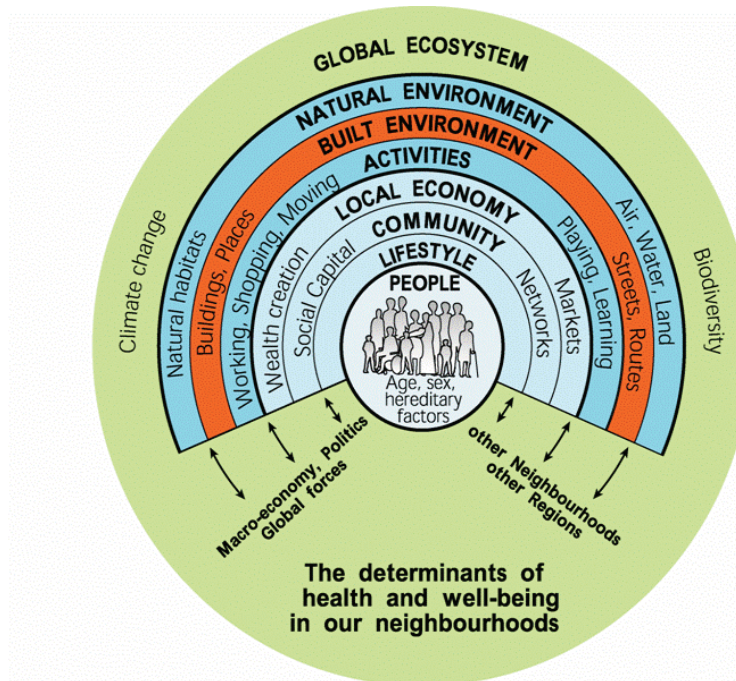 GLOBAL ECOSYSTEM
NATURAL ENVIRONMENT
BUILT ENVIRONMENT
ACTIVITIES
LOCAL ECONOMY
COMMUNITY
LIFESTYLE
PEOPLE
Age, sex,
hereditary
factors
Climate change
Natural habitats
Buildings, Places
Working, Shopping, Moving
Wealth creation
Social Capital
Networks
Markets
Playing, Learning
Streets, Routes
Air, Water, Land
Biodiversity
Macro-economy, Politics
Global forces
other Neighbourhoods
other Regions
The determinants of
health and well-being
in our neighbourhoods